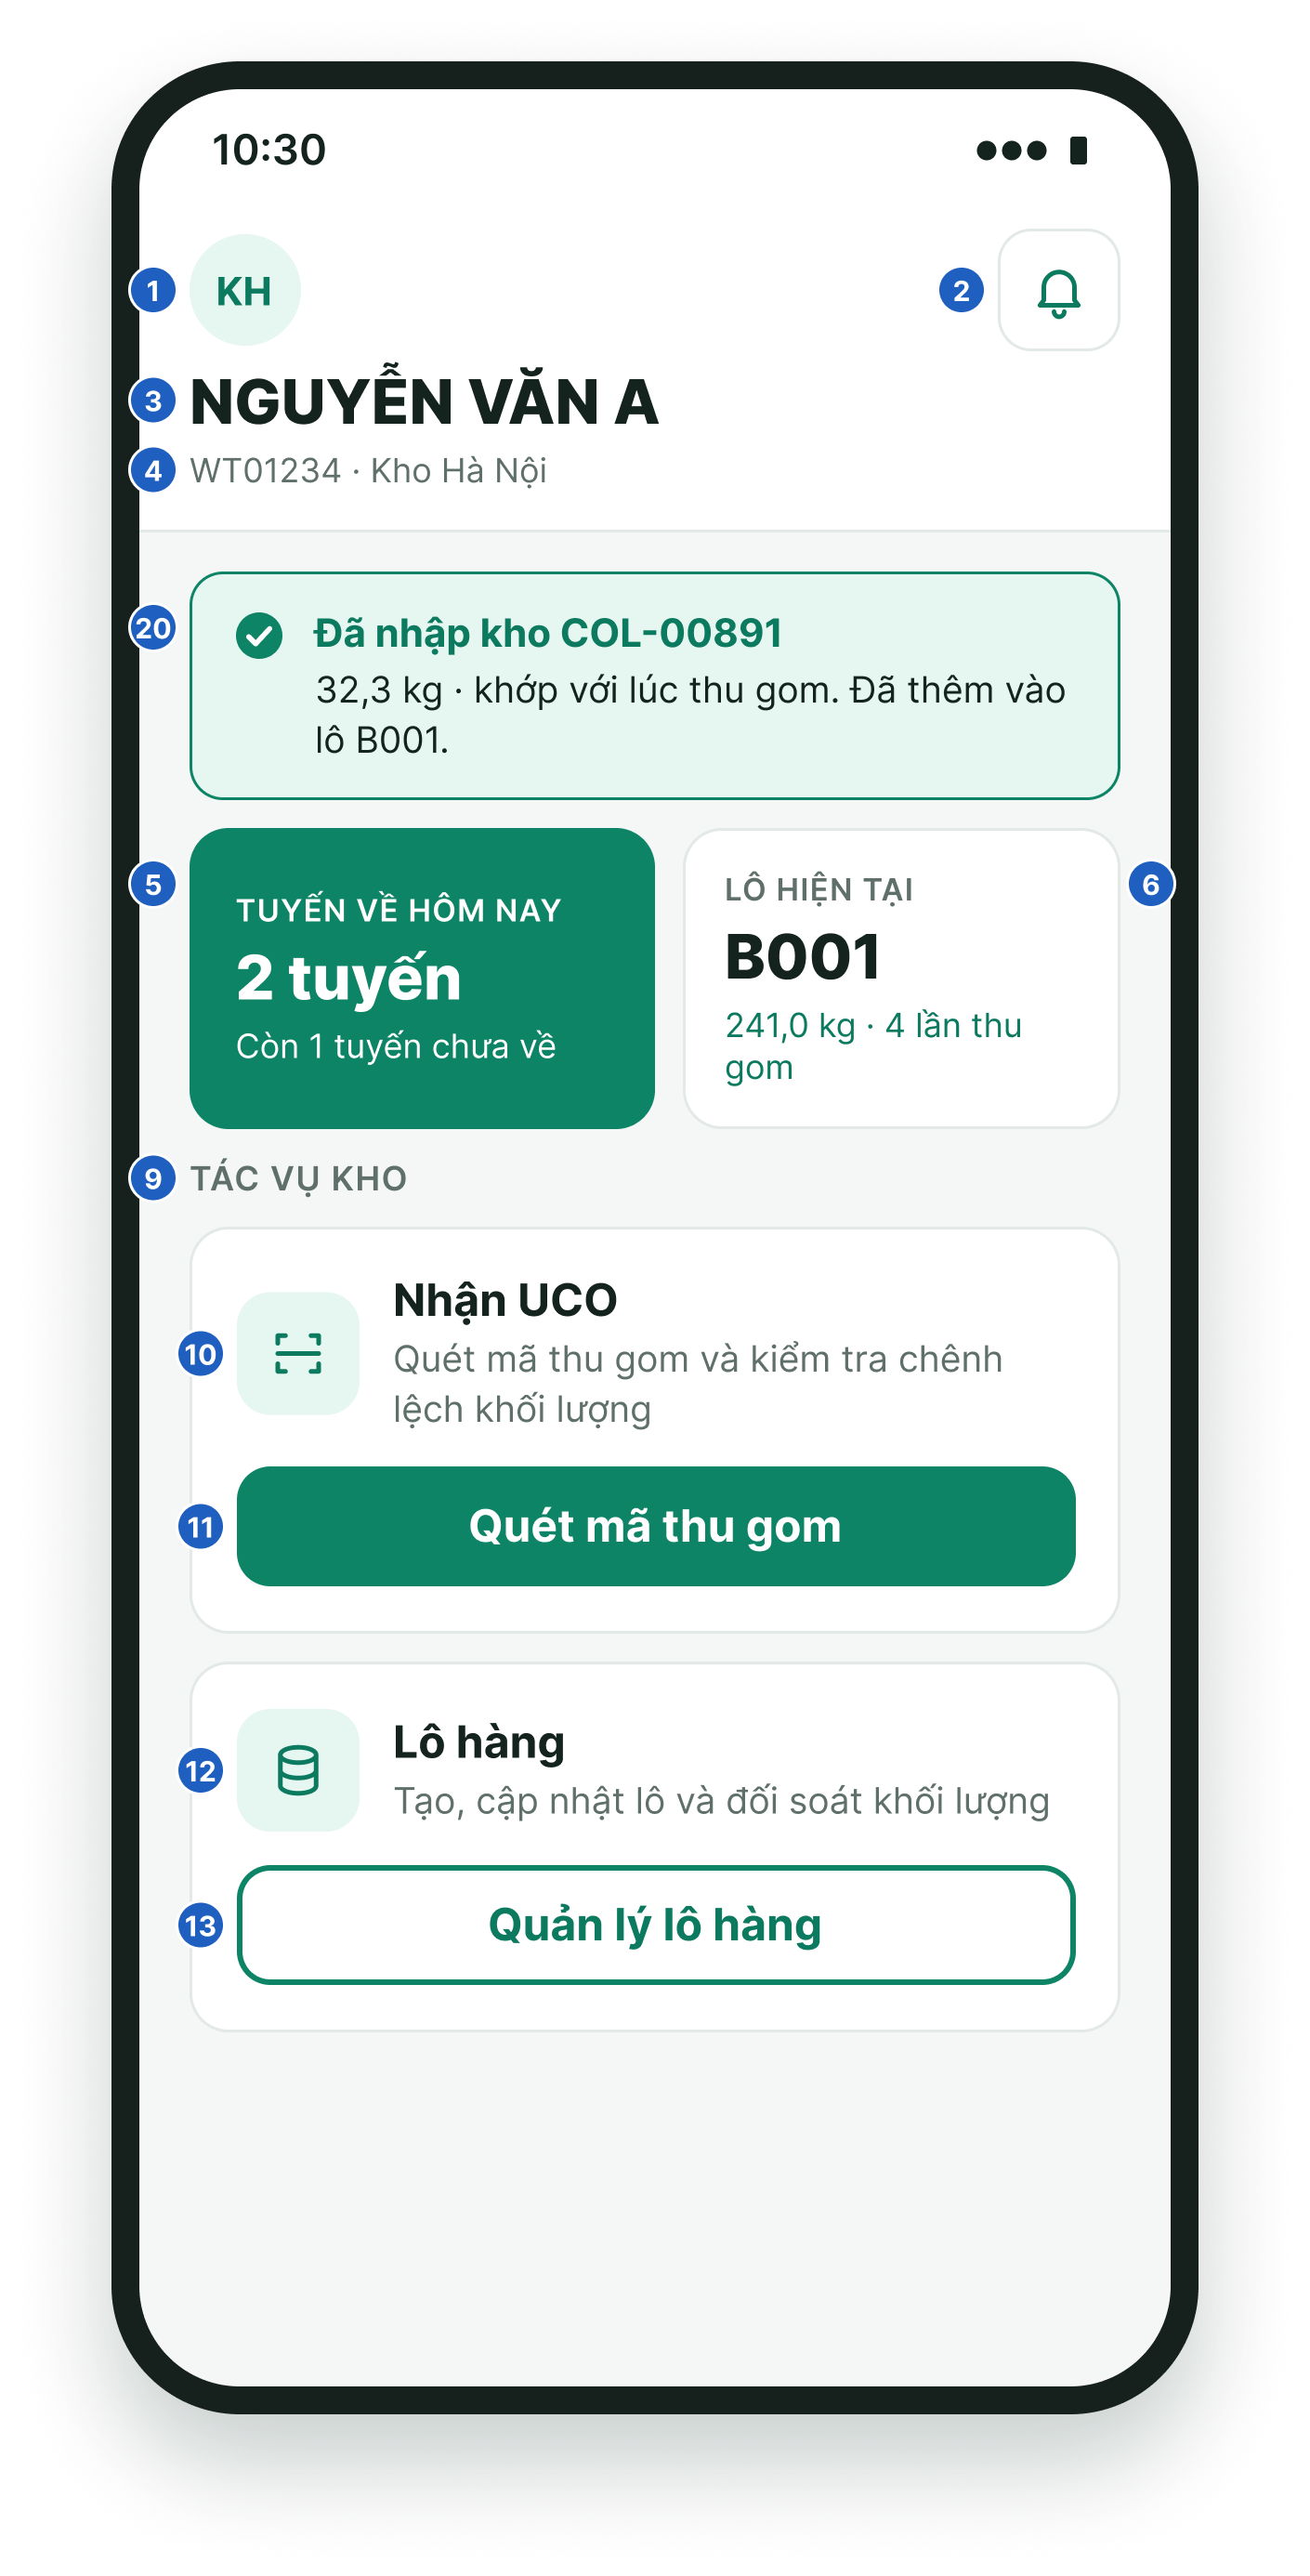 10:30
1
KH
2
3
NGUYỄN VĂN A
4
WT01234 · Kho Hà Nội
20
Đã nhập kho COL-00891
32,3 kg · khớp với lúc thu gom. Đã thêm vào
lô B001.
5
TUYẾN VỀ HÔM NAY
2 tuyến
Còn 1 tuyến chưa về
6
LÔ HIỆN TẠI
B001
241,0 kg · 4 lần thu
gom
9
TÁC VỤ KHO
10
Nhận UCO
Quét mã thu gom và kiểm tra chênh
lệch khối lượng
11
Quét mã thu gom
12
Lô hàng
Tạo, cập nhật lô và đối soát khối lượng
13
Quản lý lô hàng